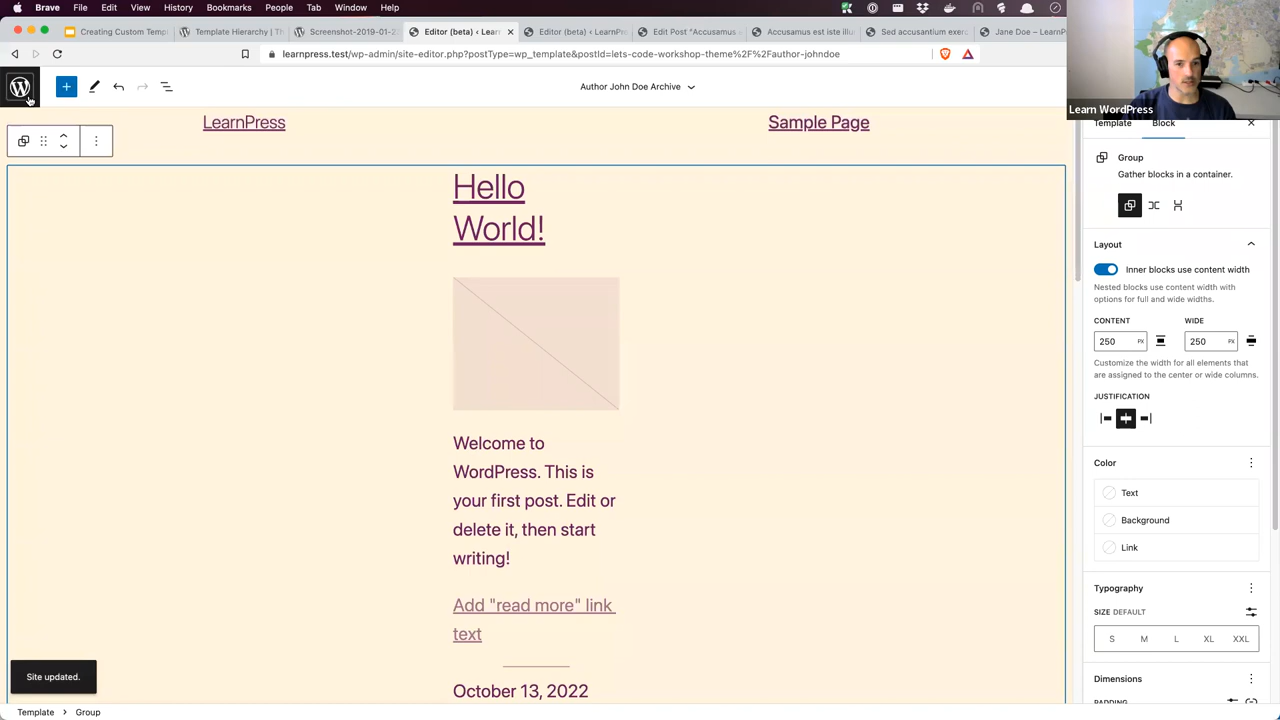 Brave File Edit View History Bookmarks People Tab Window Help
Creating Custom Temp
Template Hierarchy | Th
Screenshot-2019-01-23
Editor (beta) ‹ Learn
Editor (beta) ‹ LearnPr
Edit Post "Accusamus
Accusamus est iste illu
Sed accusantium exerc
Jane Doe – LearnP
learnpress.test/wp-admin/site-editor.php?postType=wp_template&postId=lets-code-workshop-theme%2F%2Fauthor-johndoe
Author John Doe Archive
Learn WordPress
LearnPress
Sample Page
Hello
World!
Welcome to
WordPress. This is
your first post. Edit or
delete it, then start
writing!
Add "read more" link
text
October 13, 2022
Site updated.
Template > Group
Template Block
Group
Gather blocks in a container.
Layout
Inner blocks use content width
Nested blocks use content width with
options for full and wide widths.
CONTENT WIDE
250 PX 250 PX
Customize the width for all elements that
are assigned to the center or wide columns.
JUSTIFICATION
Color
Text
Background
Link
Typography
SIZE DEFAULT
S M L XL XXL
Dimensions
PADDING